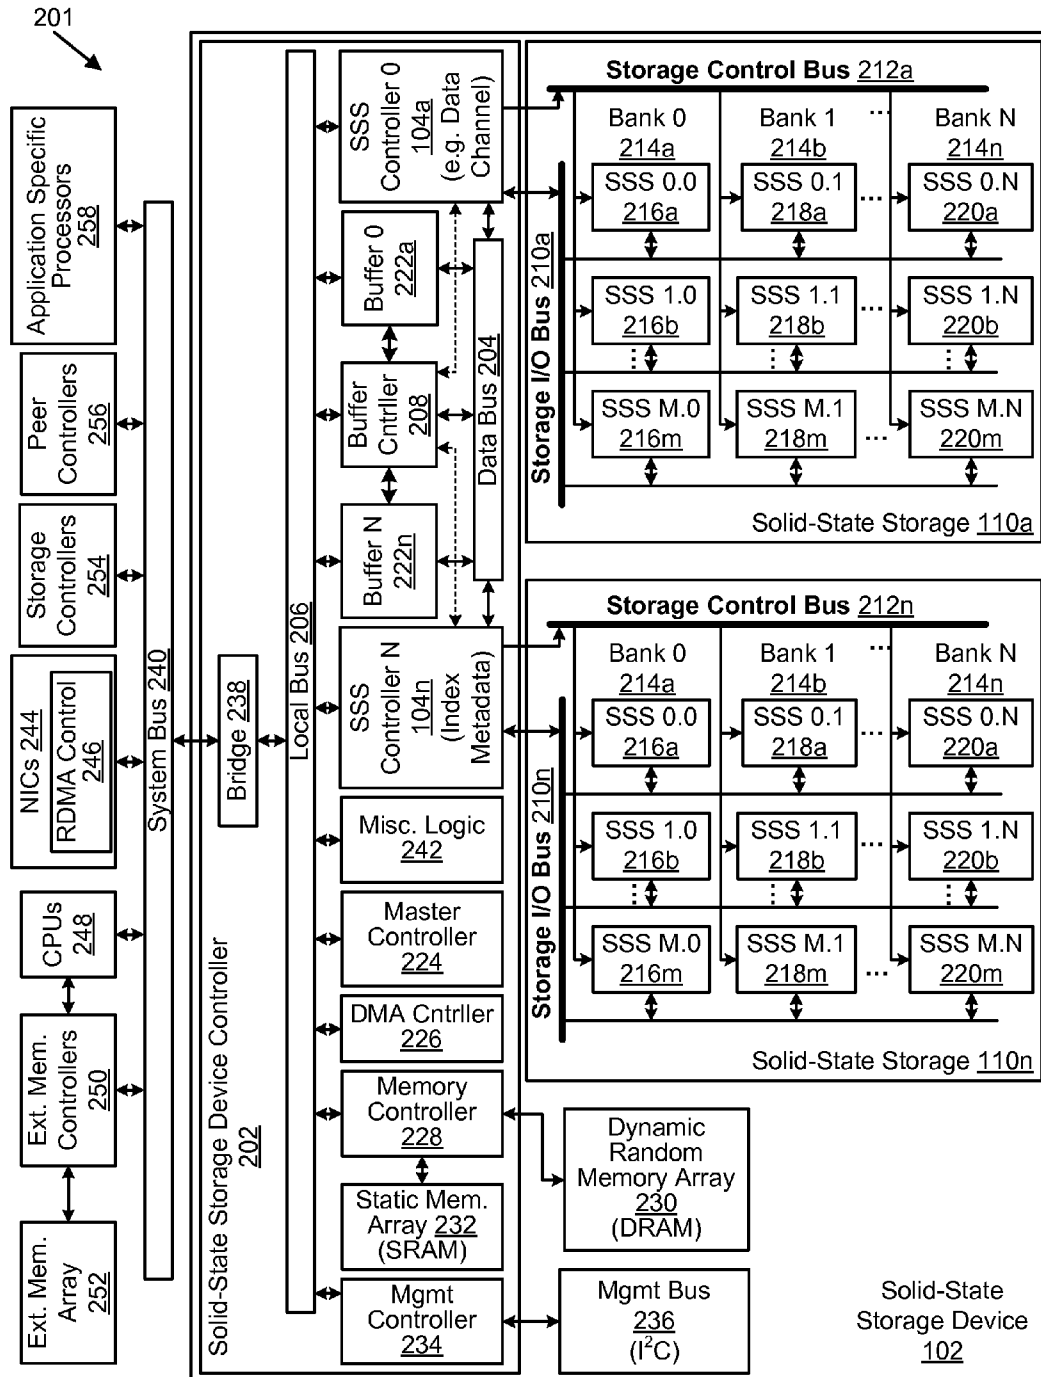 201
Application Specific
Processors
258
Peer
Controllers
256
Storage
Controllers
254
NICs 244
RDMA Control
246
CPUs
248
Ext. Mem.
Controllers
250
Ext. Mem.
Array
252
System Bus 240
Bridge 238
Solid-State Storage Device Controller
202
Local Bus 206
SSS
Controller 0
104a
(e.g. Data
Channel)
Buffer 0
222a
Buffer
Cntrller
208
Buffer N
222n
Data Bus 204
SSS
Controller N
104n
(Index
Metadata)
Misc. Logic
242
Master
Controller
224
DMA Cntrller
226
Memory
Controller
228
Static Mem.
Array 232
(SRAM)
Mgmt
Controller
234
Storage Control Bus 212a
Storage I/O Bus 210a
Bank 0
214a
Bank 1
214b
...
Bank N
214n
SSS 0.0
216a
SSS 0.1
218a
...
SSS 0.N
220a
SSS 1.0
216b
SSS 1.1
218b
...
SSS 1.N
220b
... ... ...
SSS M.0
216m
SSS M.1
218m
...
SSS M.N
220m
Solid-State Storage 110a
Storage Control Bus 212n
Storage I/O Bus 210n
Bank 0
214a
Bank 1
214b
...
Bank N
214n
SSS 0.0
216a
SSS 0.1
218a
...
SSS 0.N
220a
SSS 1.0
216b
SSS 1.1
218b
...
SSS 1.N
220b
... ... ...
SSS M.0
216m
SSS M.1
218m
...
SSS M.N
220m
Solid-State Storage 110n
Dynamic
Random
Memory Array
230
(DRAM)
Mgmt Bus
236
(I²C)
Solid-State
Storage Device
102